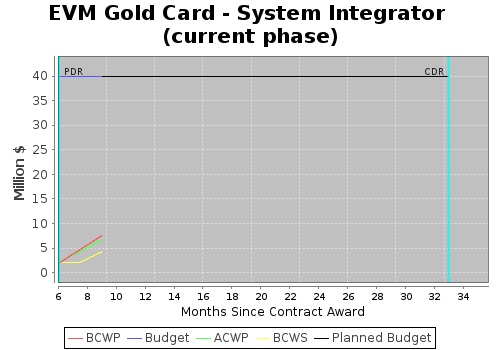 EVM Gold Card - System Integrator
(current phase)
PDR
CDR
40
35
30
25
20
15
10
5
0
Million $
6 8 10 12 14 16 18 20 22 24 26 28 30 32 34
Months Since Contract Award
BCWP Budget ACWP BCWS Planned Budget